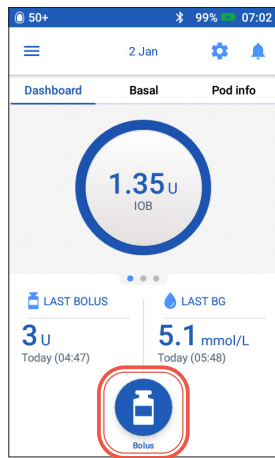 50+ 99% 07:02
2 Jan
Dashboard Basal Pod info
1.35 U
IOB
LAST BOLUS LAST BG
3 U 5.1 mmol/L
Today (04:47) Today (05:48)
Bolus